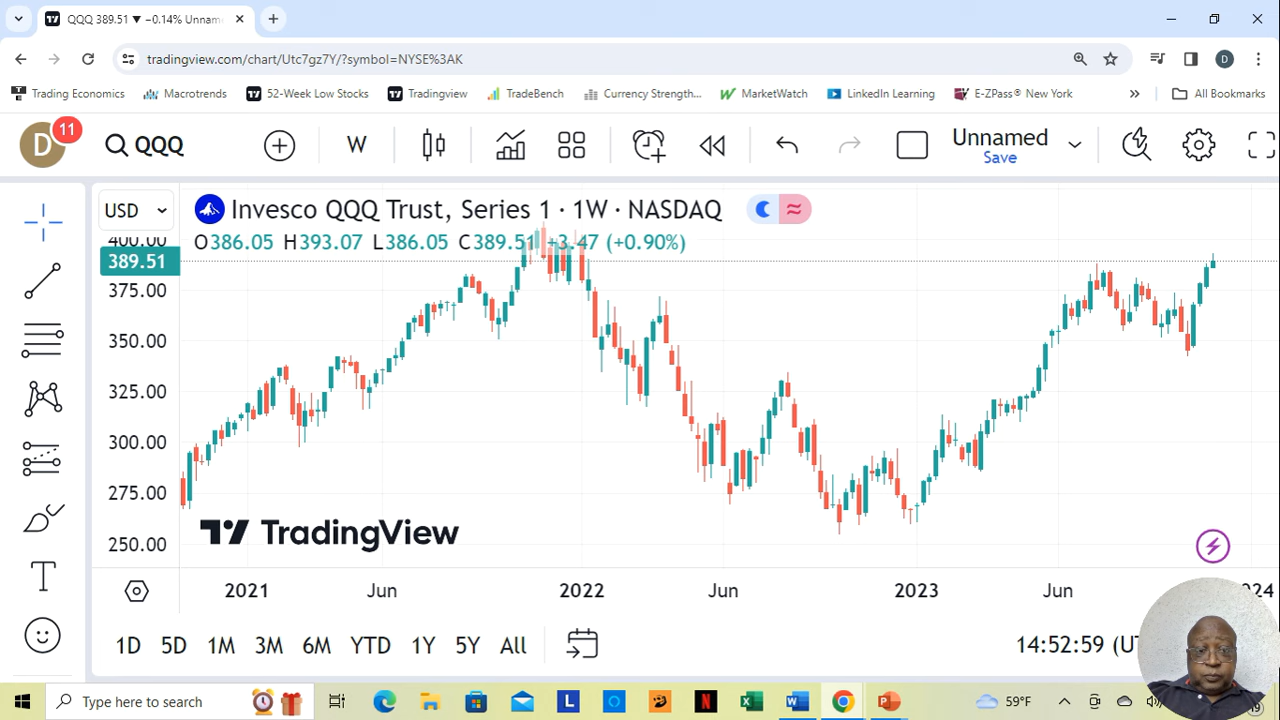 QQQ 389.51 ▼ −0.14% Unnam
tradingview.com/chart/Utc7gz7Y/?symbol=NYSE%3AK
D
Trading Economics Macrotrends 52-Week Low Stocks Tradingview TradeBench Currency Strength... MarketWatch LinkedIn Learning E-ZPass® New York » All Bookmarks
D 11 QQQ W Unnamed
Save
USD Invesco QQQ Trust, Series 1 · 1W · NASDAQ
O386.05 H393.07 L386.05 C389.51 +3.47 (+0.90%)
400.00
389.51
375.00
350.00
325.00
300.00
275.00
250.00
TradingView
2021 Jun 2022 Jun 2023 Jun 2024
1D 5D 1M 3M 6M YTD 1Y 5Y All 14:52:59 (UT
Type here to search 59°F